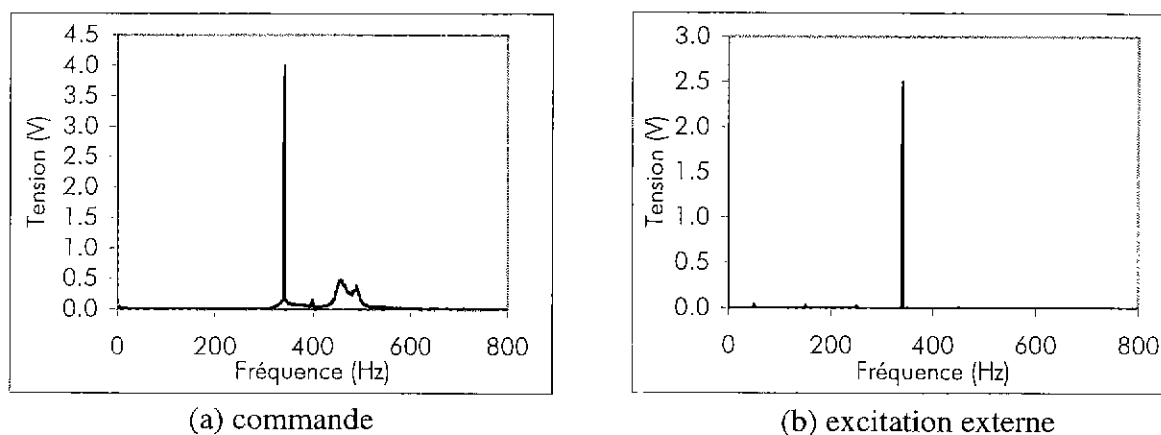 4.5
4.0
3.5
3.0
2.5
2.0
1.5
1.0
0.5
0.0
Tension (V)
0 200 400 600 800
Fréquence (Hz)
(a) commande
3.0
2.5
2.0
1.5
1.0
0.5
0.0
Tension (V)
0 200 400 600 800
Fréquence (Hz)
(b) excitation externe